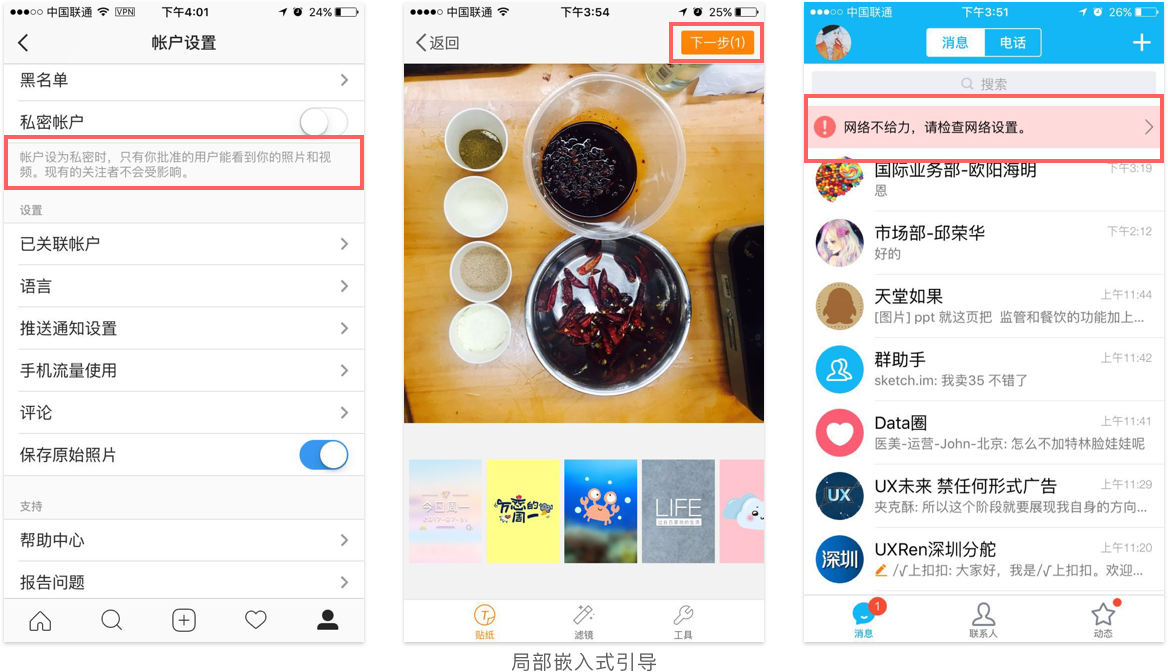 中国联通 VPN 下午4:01 24%
帐户设置
黑名单
私密帐户
帐户设为私密时，只有你批准的用户能看到你的照片和视
频。现有的关注者不会受影响。
设置
已关联帐户
语言
推送通知设置
手机流量使用
评论
保存原始照片
支持
帮助中心
报告问题
中国联通 下午3:54 25%
返回 下一步(1)
今日周一
万恶的
周一
LIFE
贴纸 滤镜 工具
中国联通 下午3:51 26%
消息 电话
搜索
网络不给力，请检查网络设置。
国际业务部-欧阳海明 下午3:19
恩
市场部-邱荣华 下午2:12
好的
天堂如果 上午11:44
[图片] ppt 就这页把 监管和餐饮的功能加上...
群助手 上午11:42
sketch.im: 我卖35 不错了
Data圈 上午11:41
医美-运营-John-北京: 怎么不加特林脸娃娃呢
UX
UX未来 禁任何形式广告 上午11:29
夹克酥: 所以这个阶段就要展现我自身的方向...
深圳
UXRen深圳分舵 上午11:20
/√上扣扣: 大家好，我是/√上扣扣。欢迎...
1
消息 联系人 动态
局部嵌入式引导